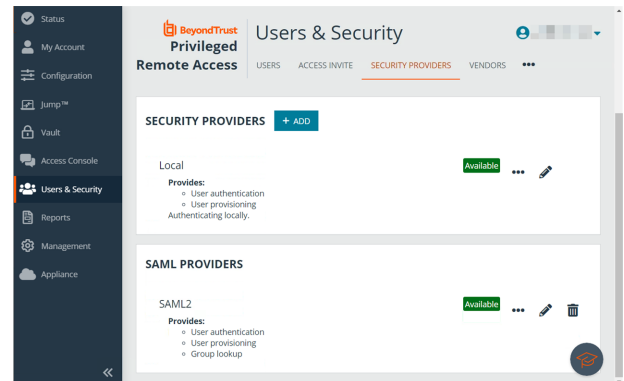 Status
My Account
Configuration
Jump™
Vault
Access Console
Users & Security
Reports
Management
Appliance
BeyondTrust
Privileged
Remote Access
Users & Security
USERS ACCESS INVITE SECURITY PROVIDERS VENDORS
SECURITY PROVIDERS + ADD
Local Available
Provides:
User authentication
User provisioning
Authenticating locally.
SAML PROVIDERS
SAML2 Available
Provides:
User authentication
User provisioning
Group lookup